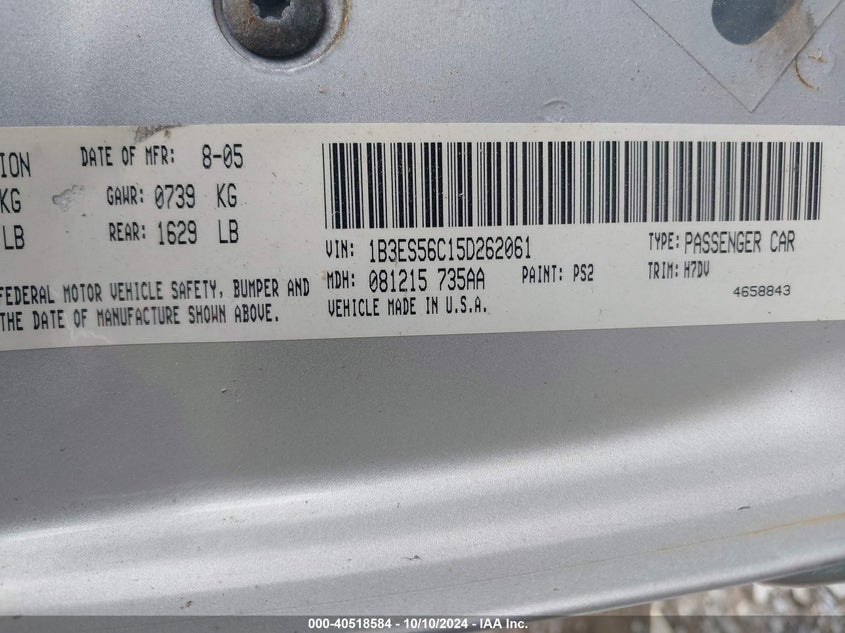 ION DATE OF MFR: 8-05
KG GAWR: 0739 KG
LB REAR: 1629 LB
VIN: 1B3ES56C15D262061 TYPE: PASSENGER CAR
MDH: 081215 735AA PAINT: PS2 TRIM: H7DV
FEDERAL MOTOR VEHICLE SAFETY, BUMPER AND VEHICLE MADE IN U.S.A. 4658843
THE DATE OF MANUFACTURE SHOWN ABOVE.
000-40518584 - 10/10/2024 - IAA Inc.